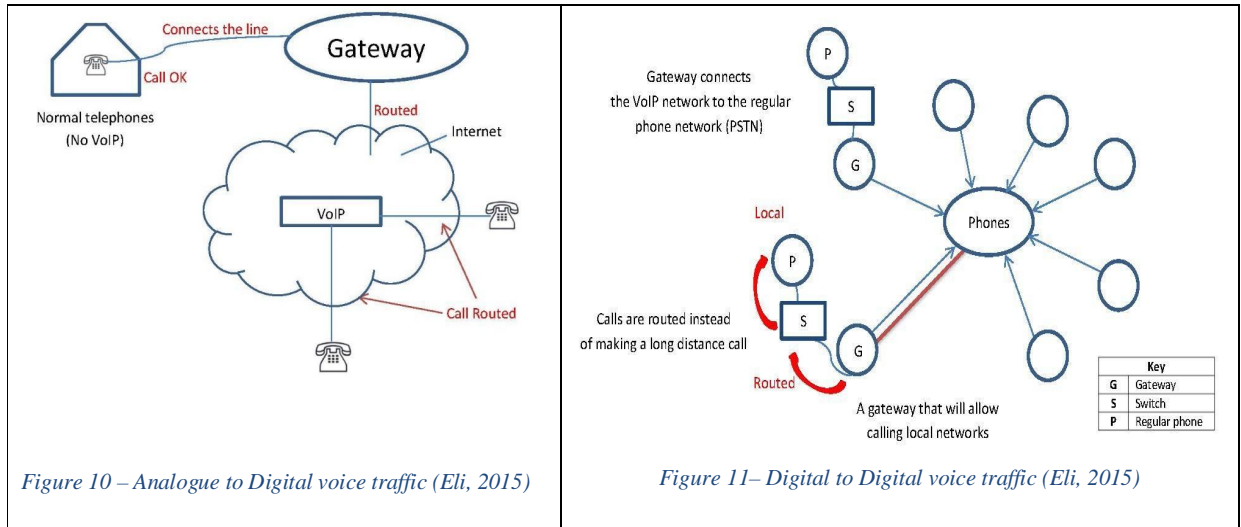 Connects the line
Gateway
Call OK
Normal telephones
(No VoIP)
Routed
Internet
VoIP
Call Routed
Figure 10 – Analogue to Digital voice traffic (Eli, 2015)
P
Gateway connects
the VoIP network to the regular
phone network (PSTN)
S
G
Phones
Local
P
Calls are routed instead
of making a long distance call
S
G
Routed
A gateway that will allow
calling local networks
Key
G Gateway
S Switch
P Regular phone
Figure 11– Digital to Digital voice traffic (Eli, 2015)